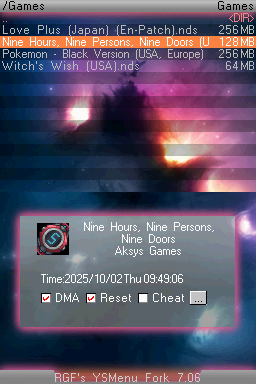 /Games Games
.. <DIR>
Love Plus (Japan) (En-Patch).nds 256MB
Nine Hours, Nine Persons, Nine Doors (U 128MB
Pokemon - Black Version (USA, Europe) 256MB
Witch's Wish (USA).nds 64MB
Nine Hours, Nine Persons,
Nine Doors
Aksys Games
Time:2025/10/02Thu 09:49:06
DMA Reset Cheat ...
RGF's YSMenu Fork 7.06